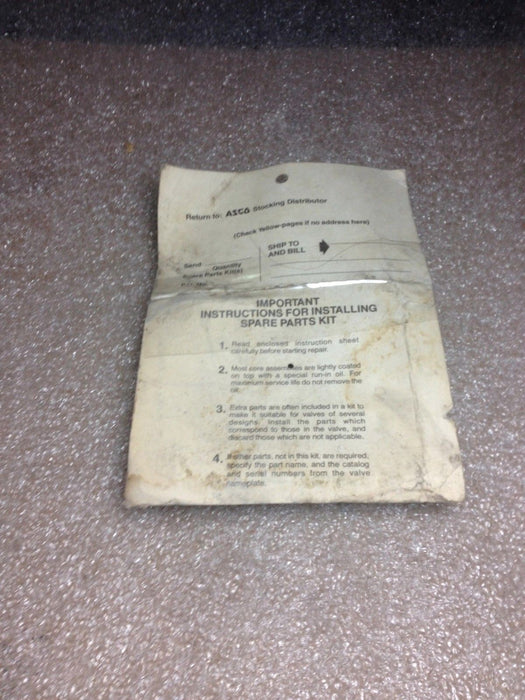 Return to: ASCO Stocking Distributor
(Check Yellow-pages if no address here)
SHIP TO
AND BILL
Send Quantity
Spare Parts Kit(s)
IMPORTANT
INSTRUCTIONS FOR INSTALLING
SPARE PARTS KIT
1. Read enclosed instruction sheet
carefully before starting repair.
2. Most core assemblies are lightly coated
on top with a special run-in oil. For
maximum service life do not remove the
oil.
3. Extra parts are often included in a kit to
make it suitable for valves of several
designs. Install the parts which
correspond to those in the valve, and
discard those which are not applicable.
4. If other parts, not in this kit, are required,
specify the part name, and the catalog
and serial numbers from the valve
nameplate.